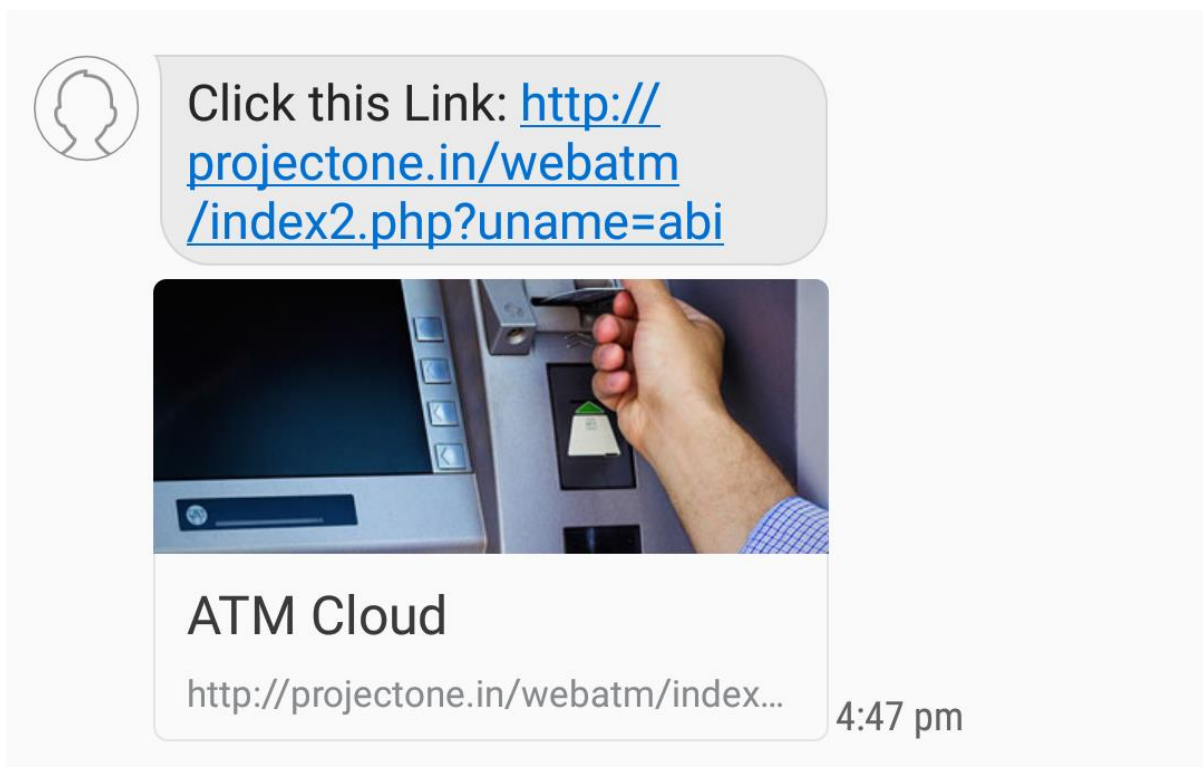 Click this Link: http://
projectone.in/webatm
/index2.php?uname=abi
ATM Cloud
http://projectone.in/webatm/index...
4:47 pm